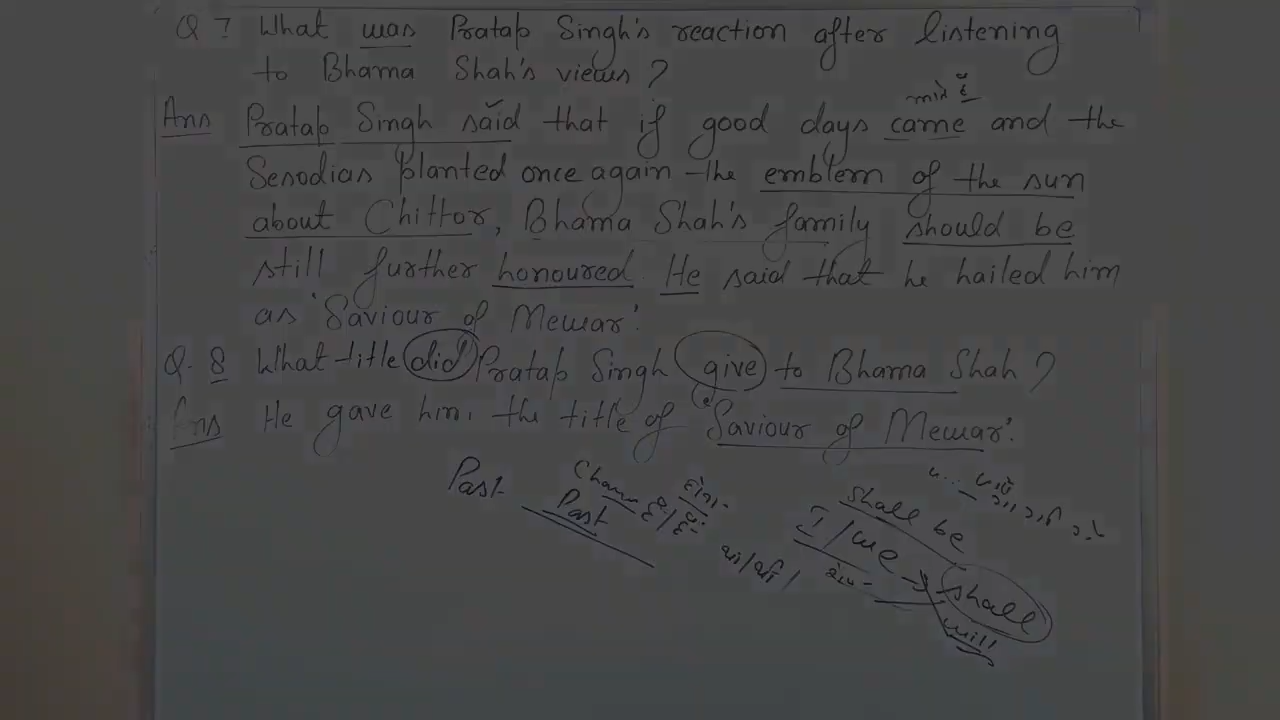 Q 7 What was Pratap Singh's reaction after listening
to Bhama Shah's views ?
Ans Pratap Singh said that if good days came and the
Sesodias planted once again the emblem of the sun
about Chittor, Bhama Shah's family should be
still further honoured. He said that he hailed him
as 'Saviour of Mewar'.
Q. 8 What title did Pratap Singh give to Bhama Shah ?
Ans He gave him the title of 'Saviour of Mewar'.
Past
Past
shall be
I/we → shall
will